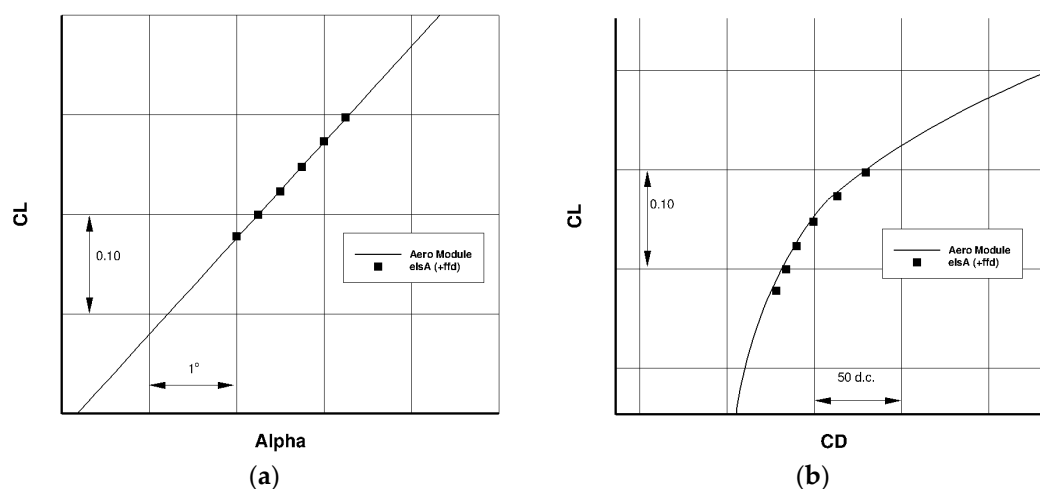 CL
0.10
1°
Aero Module
elsA (+ffd)
Alpha
(a)
CL
0.10
Aero Module
elsA (+ffd)
50 d.c.
CD
(b)